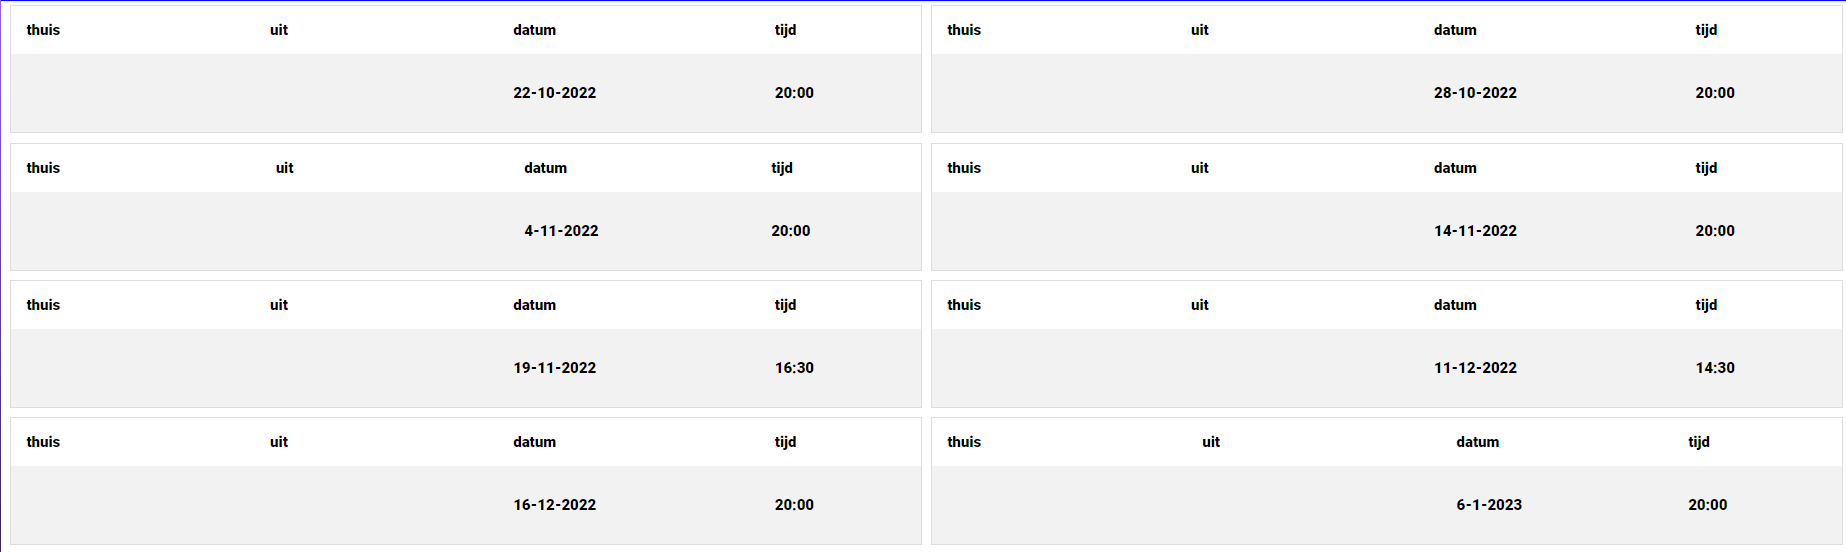 thuis uit datum tijd thuis uit datum tijd
22-10-2022 20:00 28-10-2022 20:00
thuis uit datum tijd thuis uit datum tijd
4-11-2022 20:00 14-11-2022 20:00
thuis uit datum tijd thuis uit datum tijd
19-11-2022 16:30 11-12-2022 14:30
thuis uit datum tijd thuis uit datum tijd
16-12-2022 20:00 6-1-2023 20:00